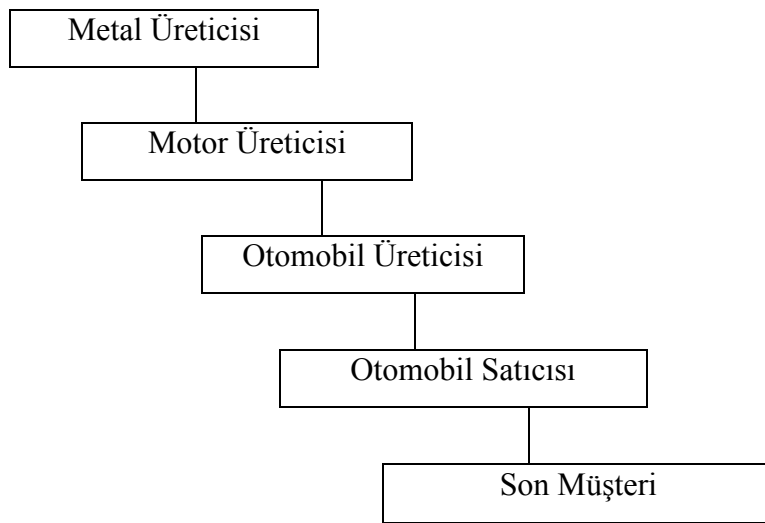 Metal Üreticisi
Motor Üreticisi
Otomobil Üreticisi
Otomobil Satıcısı
Son Müşteri